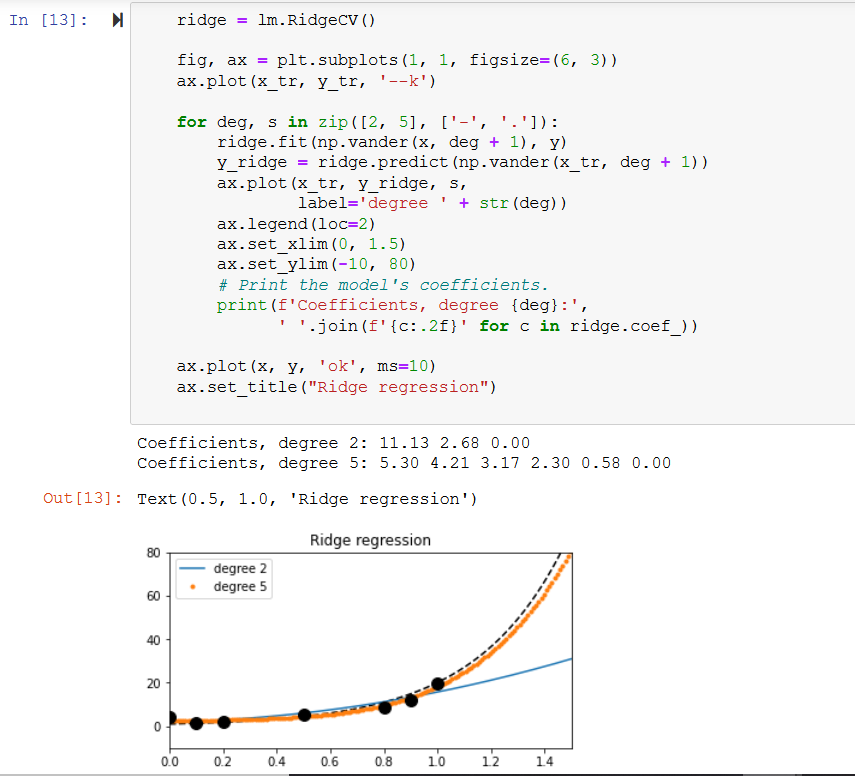 In [13]:
ridge = lm.RidgeCV()
fig, ax = plt.subplots(1, 1, figsize=(6, 3))
ax.plot(x_tr, y_tr, '--k')
for deg, s in zip([2, 5], ['-', '.']):
ridge.fit(np.vander(x, deg + 1), y)
y_ridge = ridge.predict(np.vander(x_tr, deg + 1))
ax.plot(x_tr, y_ridge, s,
label='degree ' + str(deg))
ax.legend(loc=2)
ax.set_xlim(0, 1.5)
ax.set_ylim(-10, 80)
# Print the model's coefficients.
print(f'Coefficients, degree {deg}:',
' '.join(f'{c:.2f}' for c in ridge.coef_))
ax.plot(x, y, 'ok', ms=10)
ax.set_title("Ridge regression")
Coefficients, degree 2: 11.13 2.68 0.00
Coefficients, degree 5: 5.30 4.21 3.17 2.30 0.58 0.00
Out[13]: Text(0.5, 1.0, 'Ridge regression')
Ridge regression
degree 2
degree 5
80
60
40
20
0
0.0 0.2 0.4 0.6 0.8 1.0 1.2 1.4